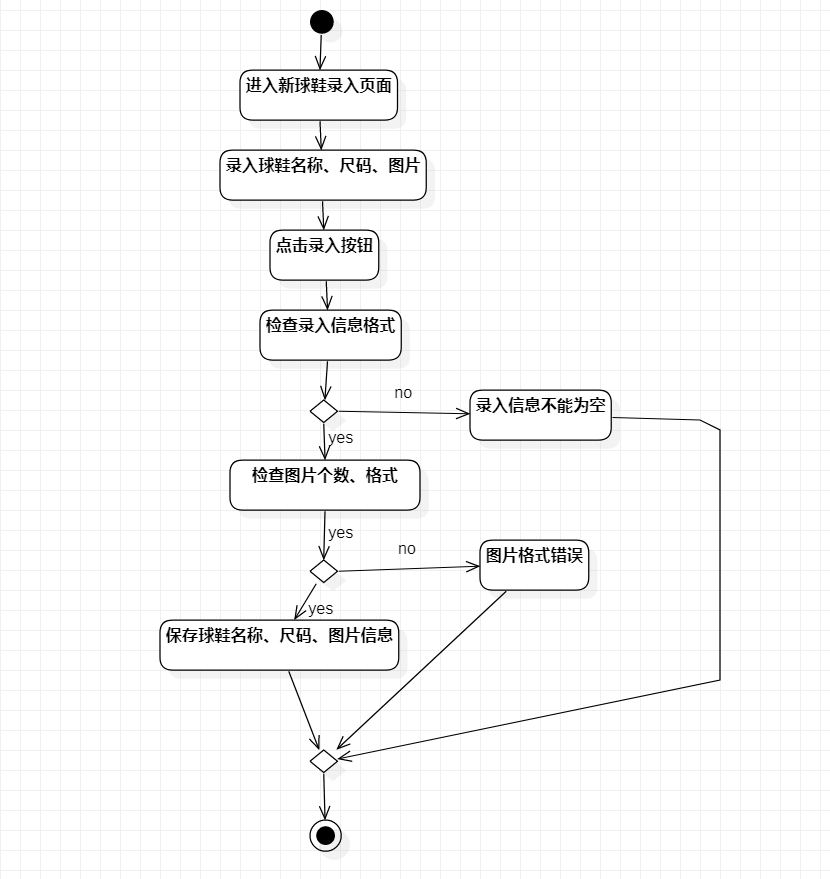 进入新球鞋录入页面
录入球鞋名称、尺码、图片
点击录入按钮
检查录入信息格式
no
录入信息不能为空
yes
检查图片个数、格式
yes
no
图片格式错误
yes
保存球鞋名称、尺码、图片信息